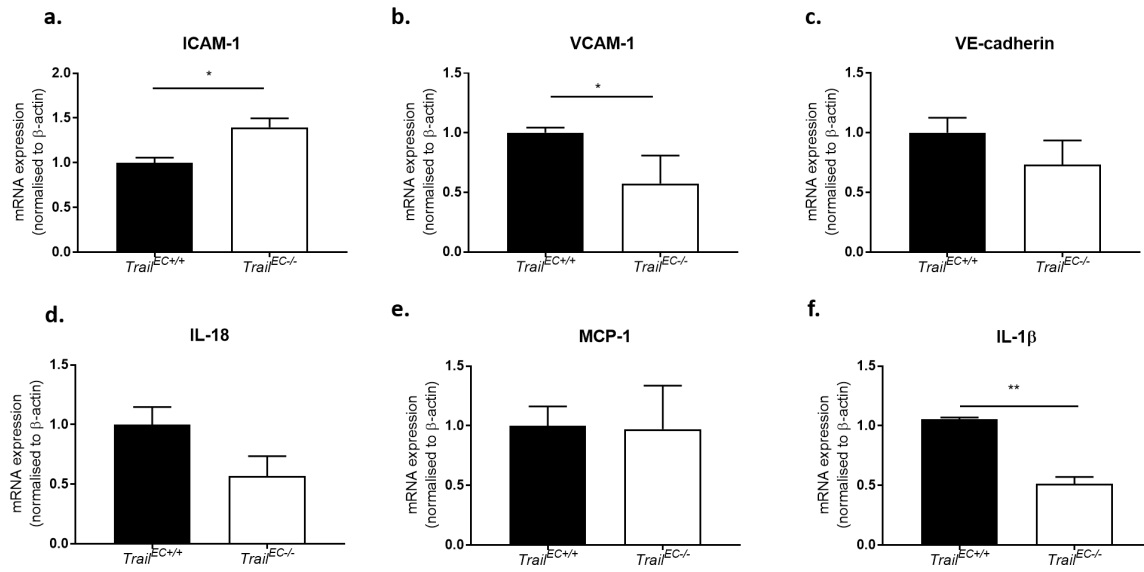 a.
ICAM-1
mRNA expression
(normalised to β-actin)
2.0
1.5
1.0
0.5
0.0
*
Trail^EC+/+
Trail^EC-/-
b.
VCAM-1
mRNA expression
(normalised to β-actin)
1.5
1.0
0.5
0.0
*
Trail^EC+/+
Trail^EC-/-
c.
VE-cadherin
mRNA expression
(normalised to β-actin)
1.5
1.0
0.5
0.0
Trail^EC+/+
Trail^EC-/-
d.
IL-18
mRNA expression
(normalised to β-actin)
1.5
1.0
0.5
0.0
Trail^EC+/+
Trail^EC-/-
e.
MCP-1
mRNA expression
(normalised to β-actin)
1.5
1.0
0.5
0.0
Trail^EC+/+
Trail^EC-/-
f.
IL-1β
mRNA expression
(normalised to β-actin)
1.5
1.0
0.5
0.0
**
Trail^EC+/+
Trail^EC-/-